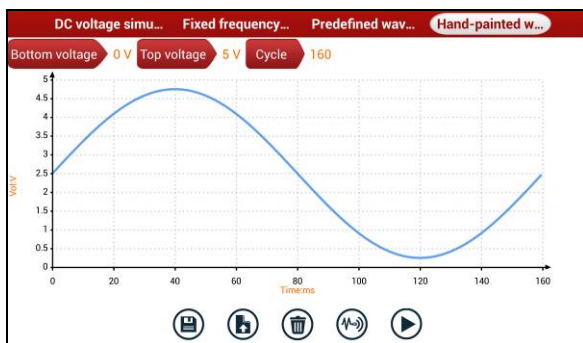 DC voltage simu... Fixed frequency... Predefined wav... Hand-painted w...
Bottom voltage 0 V Top voltage 5 V Cycle 160
5
4.5
4
3.5
3
2.5
2
1.5
1
0.5
0
Vol:V
0 20 40 60 80 100 120 140 160
Time:ms